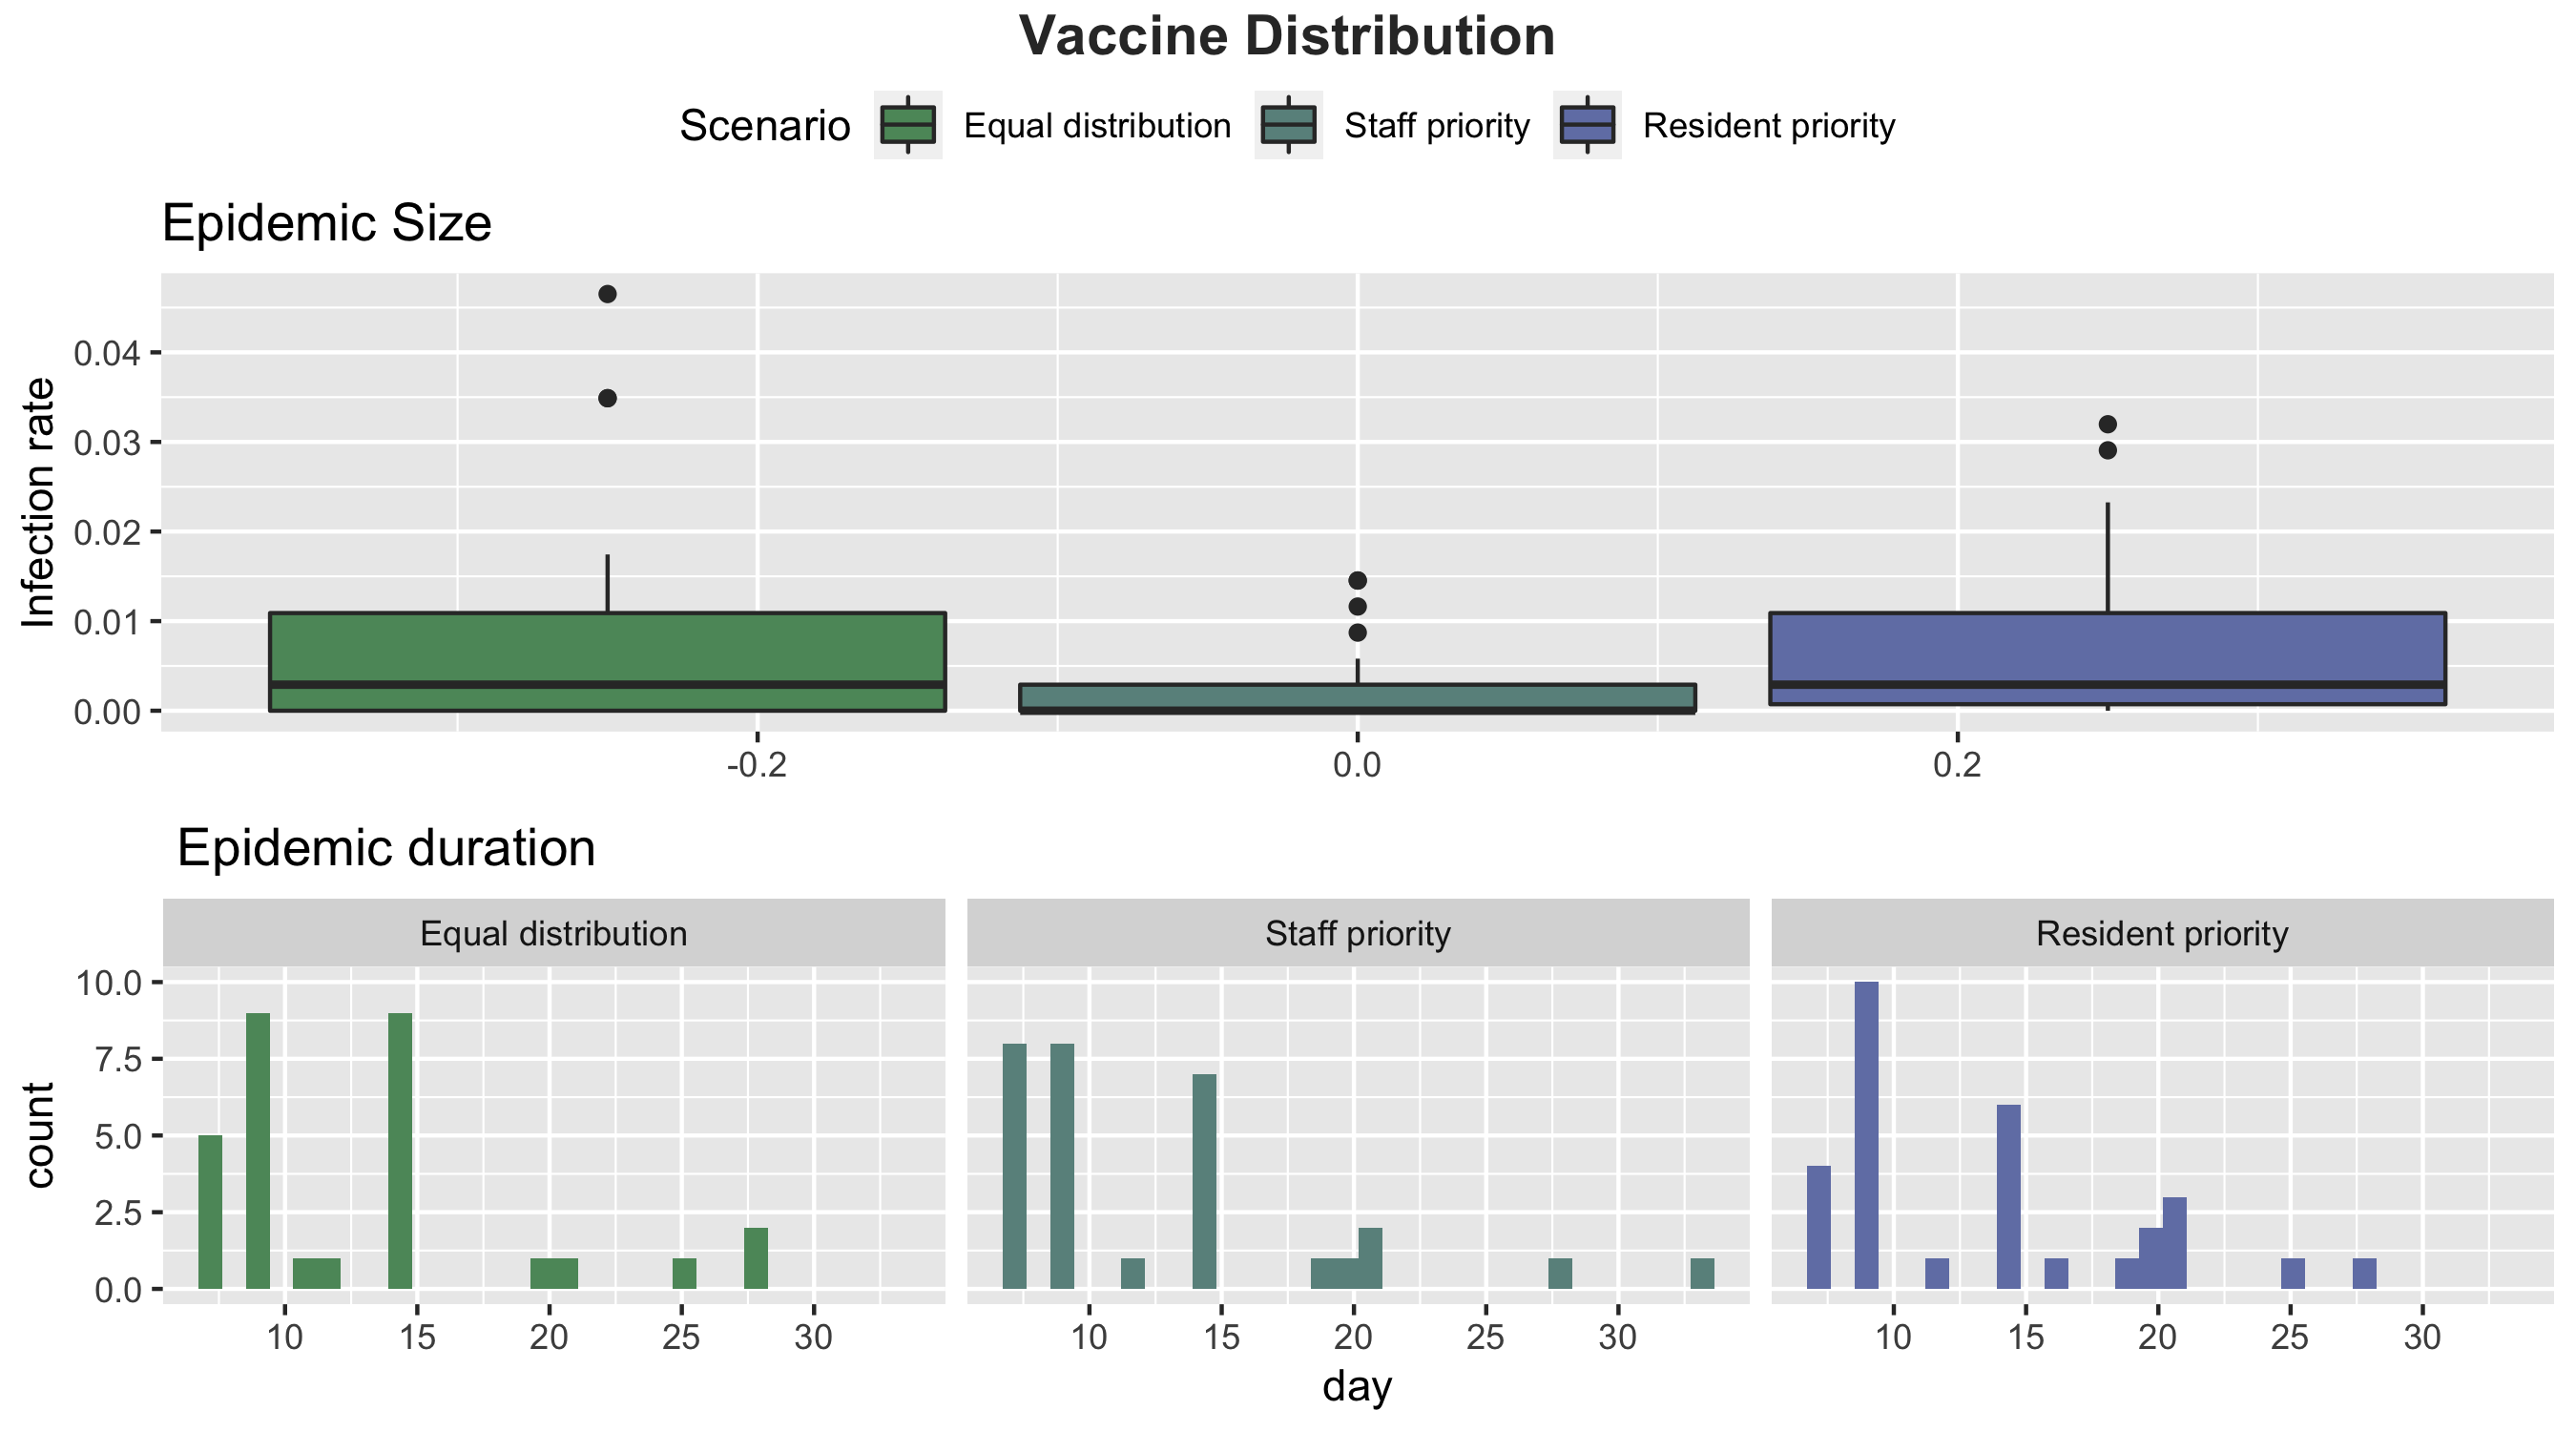 Vaccine Distribution
Scenario Equal distribution Staff priority Resident priority
Epidemic Size
Infection rate
0.04
0.03
0.02
0.01
0.00
-0.2 0.0 0.2
Epidemic duration
Equal distribution Staff priority Resident priority
count
10.0
7.5
5.0
2.5
0.0
10 15 20 25 30 10 15 20 25 30 10 15 20 25 30
day